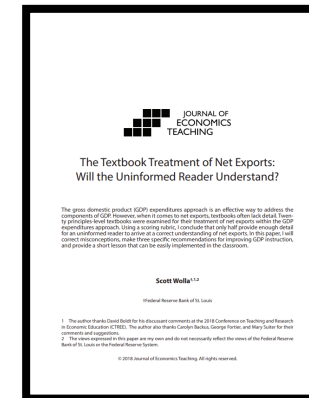 JOURNAL OF
ECONOMICS
TEACHING
The Textbook Treatment of Net Exports:
Will the Uninformed Reader Understand?
The gross domestic product (GDP) expenditures approach is an effective way to address the
components of GDP. However, when it comes to net exports, textbooks often lack detail. Twen-
ty principles-level textbooks were examined for their treatment of net exports within the GDP
expenditures approach. Using a scoring rubric, I conclude that only half provide enough detail
for an uninformed reader to arrive at a correct understanding of net exports. In this paper, I will
correct misconceptions, make three specific recommendations for improving GDP instruction,
and provide a short lesson that can be easily implemented in the classroom.
Scott Wolla†,1,2
†Federal Reserve Bank of St. Louis
1 The author thanks David Boldt for his discussant comments at the 2018 Conference on Teaching and Research
in Economic Education (CTREE). The author also thanks Carolyn Backus, George Fortier, and Mary Suiter for their
comments and suggestions.
2 The views expressed in this paper are my own and do not necessarily reflect the views of the Federal Reserve
Bank of St. Louis or the Federal Reserve System.
© 2018 Journal of Economics Teaching. All rights reserved.